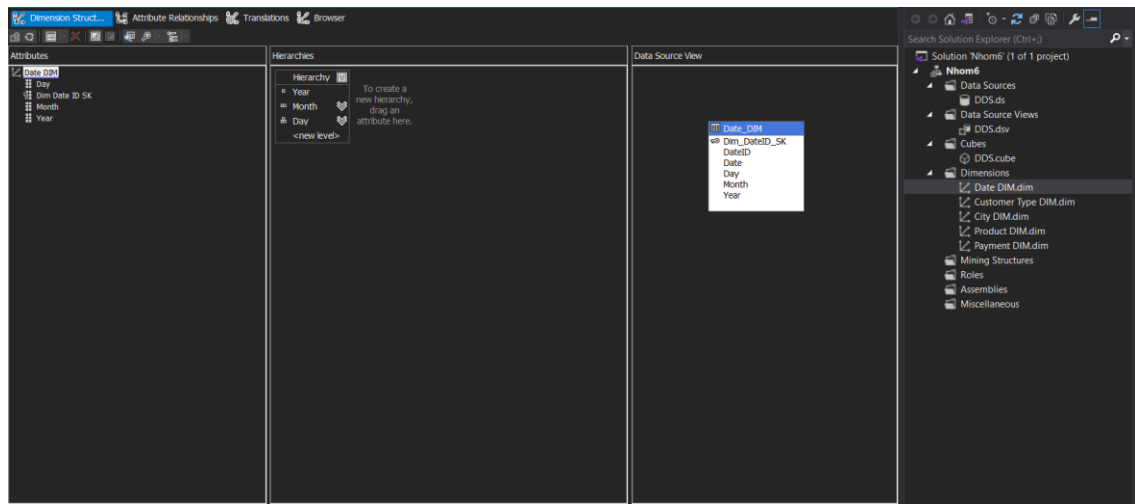 Dimension Struct... Attribute Relationships Translations Browser
Search Solution Explorer (Ctrl+;)
Attributes
Date DIM
Day
Dim Date ID SK
Month
Year
Hierarchies
Hierarchy
Year
Month
Day
<new level>
To create a
new hierarchy,
drag an
attribute here.
Data Source View
Date_DIM
Dim_DateID_SK
DateID
Date
Day
Month
Year
Solution 'Nhom6' (1 of 1 project)
Nhom6
Data Sources
DDS.ds
Data Source Views
DDS.dsv
Cubes
DDS.cube
Dimensions
Date DIM.dim
Customer Type DIM.dim
City DIM.dim
Product DIM.dim
Payment DIM.dim
Mining Structures
Roles
Assemblies
Miscellaneous